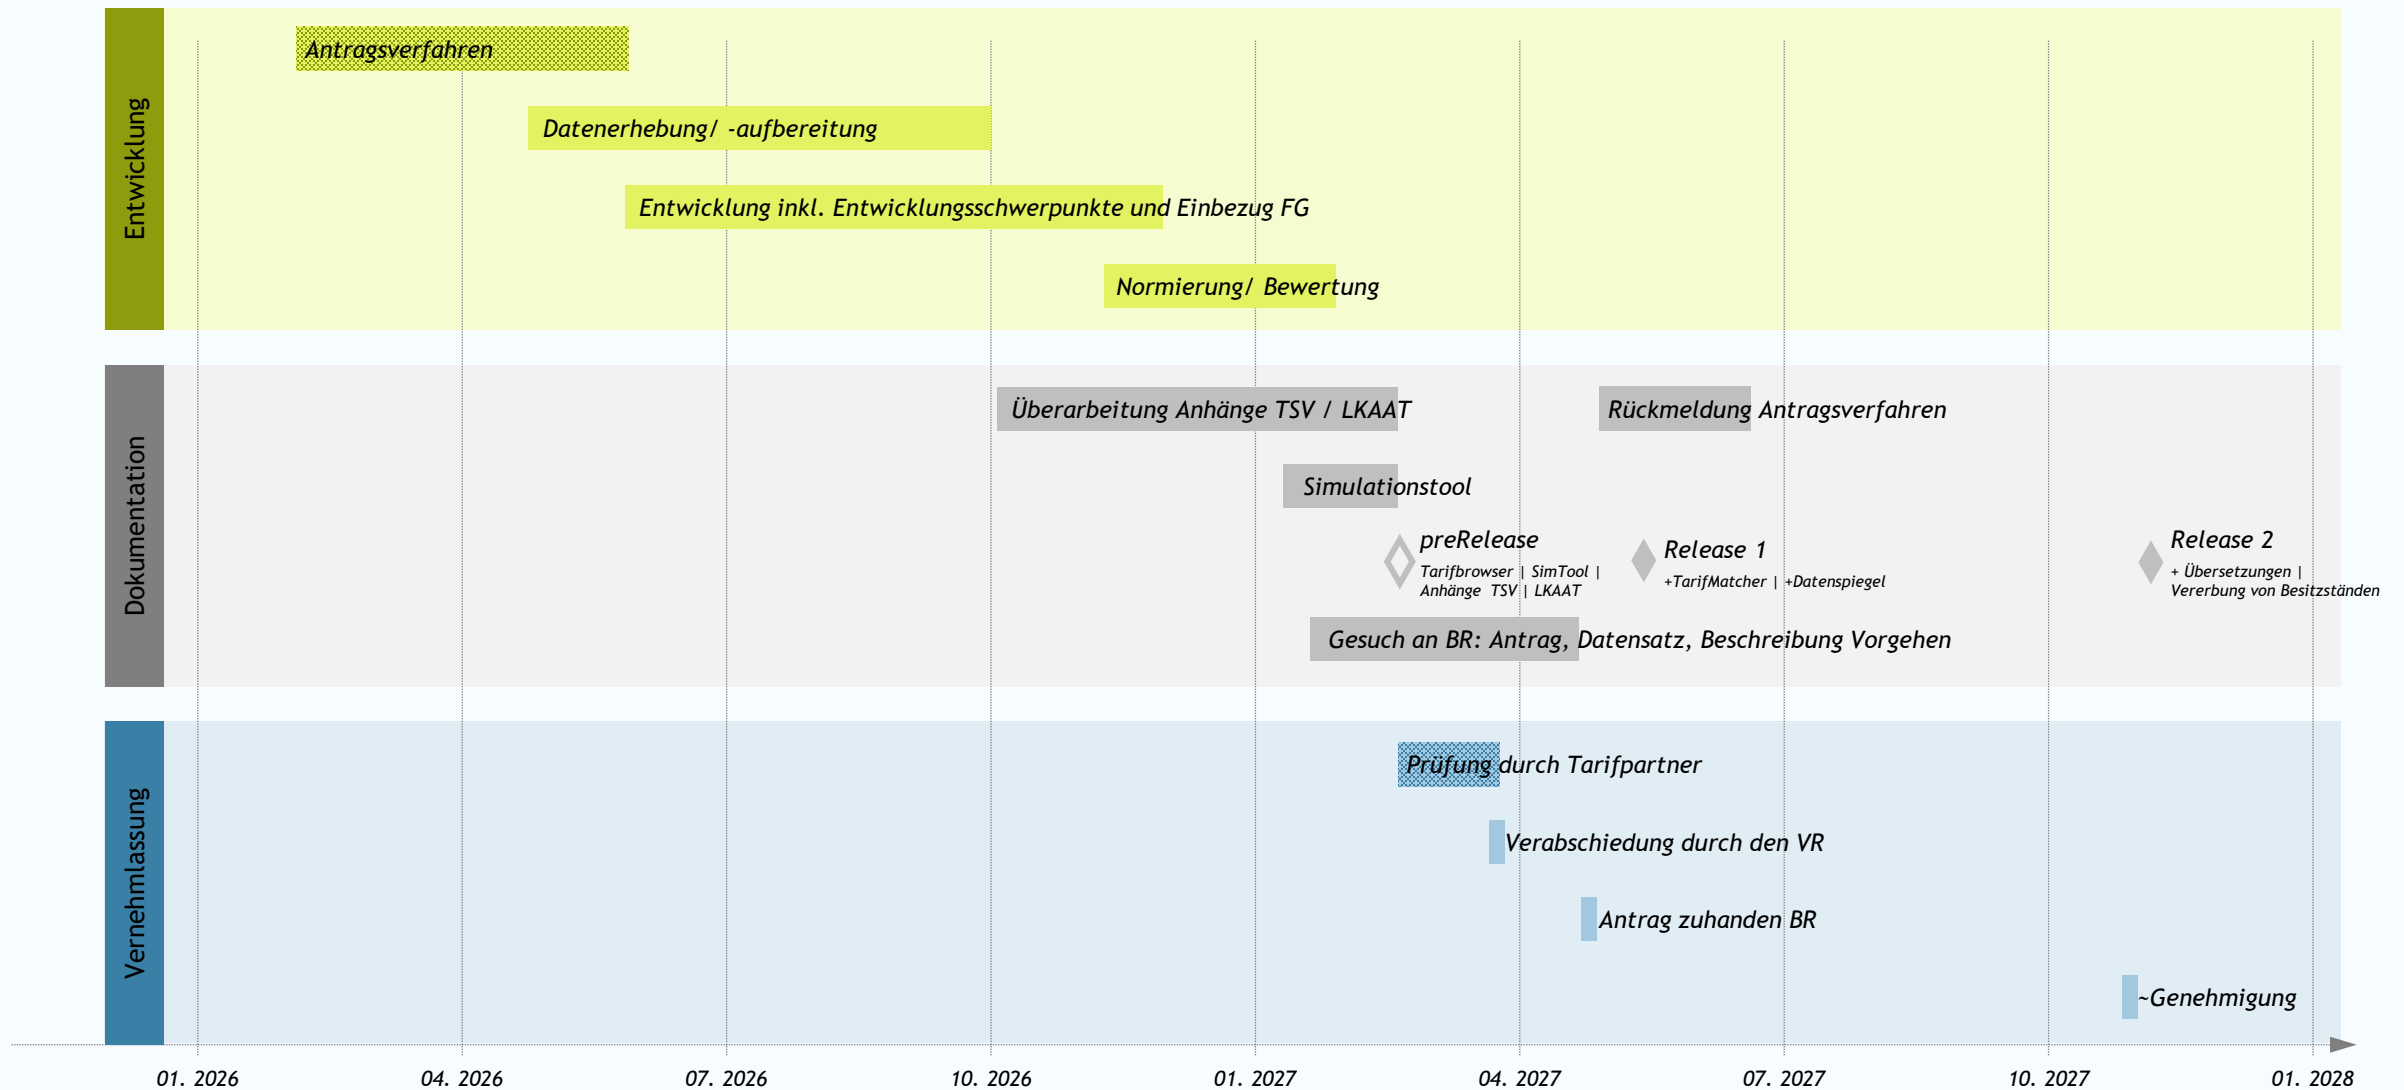 Entwicklung
Antragsverfahren
Datenerhebung/ -aufbereitung
Entwicklung inkl. Entwicklungsschwerpunkte und Einbezug FG
Normierung/ Bewertung
Dokumentation
Überarbeitung Anhänge TSV / LKAAT
Rückmeldung Antragsverfahren
Simulationstool
preRelease
Tarifbrowser | SimTool |
Anhänge TSV | LKAAT
Release 1
+TarifMatcher | +Datenspiegel
Release 2
+ Übersetzungen |
Vererbung von Besitzständen
Gesuch an BR: Antrag, Datensatz, Beschreibung Vorgehen
Vernehmlassung
Prüfung durch Tarifpartner
Verabschiedung durch den VR
Antrag zuhanden BR
~Genehmigung
01. 2026 04. 2026 07. 2026 10. 2026 01. 2027 04. 2027 07. 2027 10. 2027 01. 2028